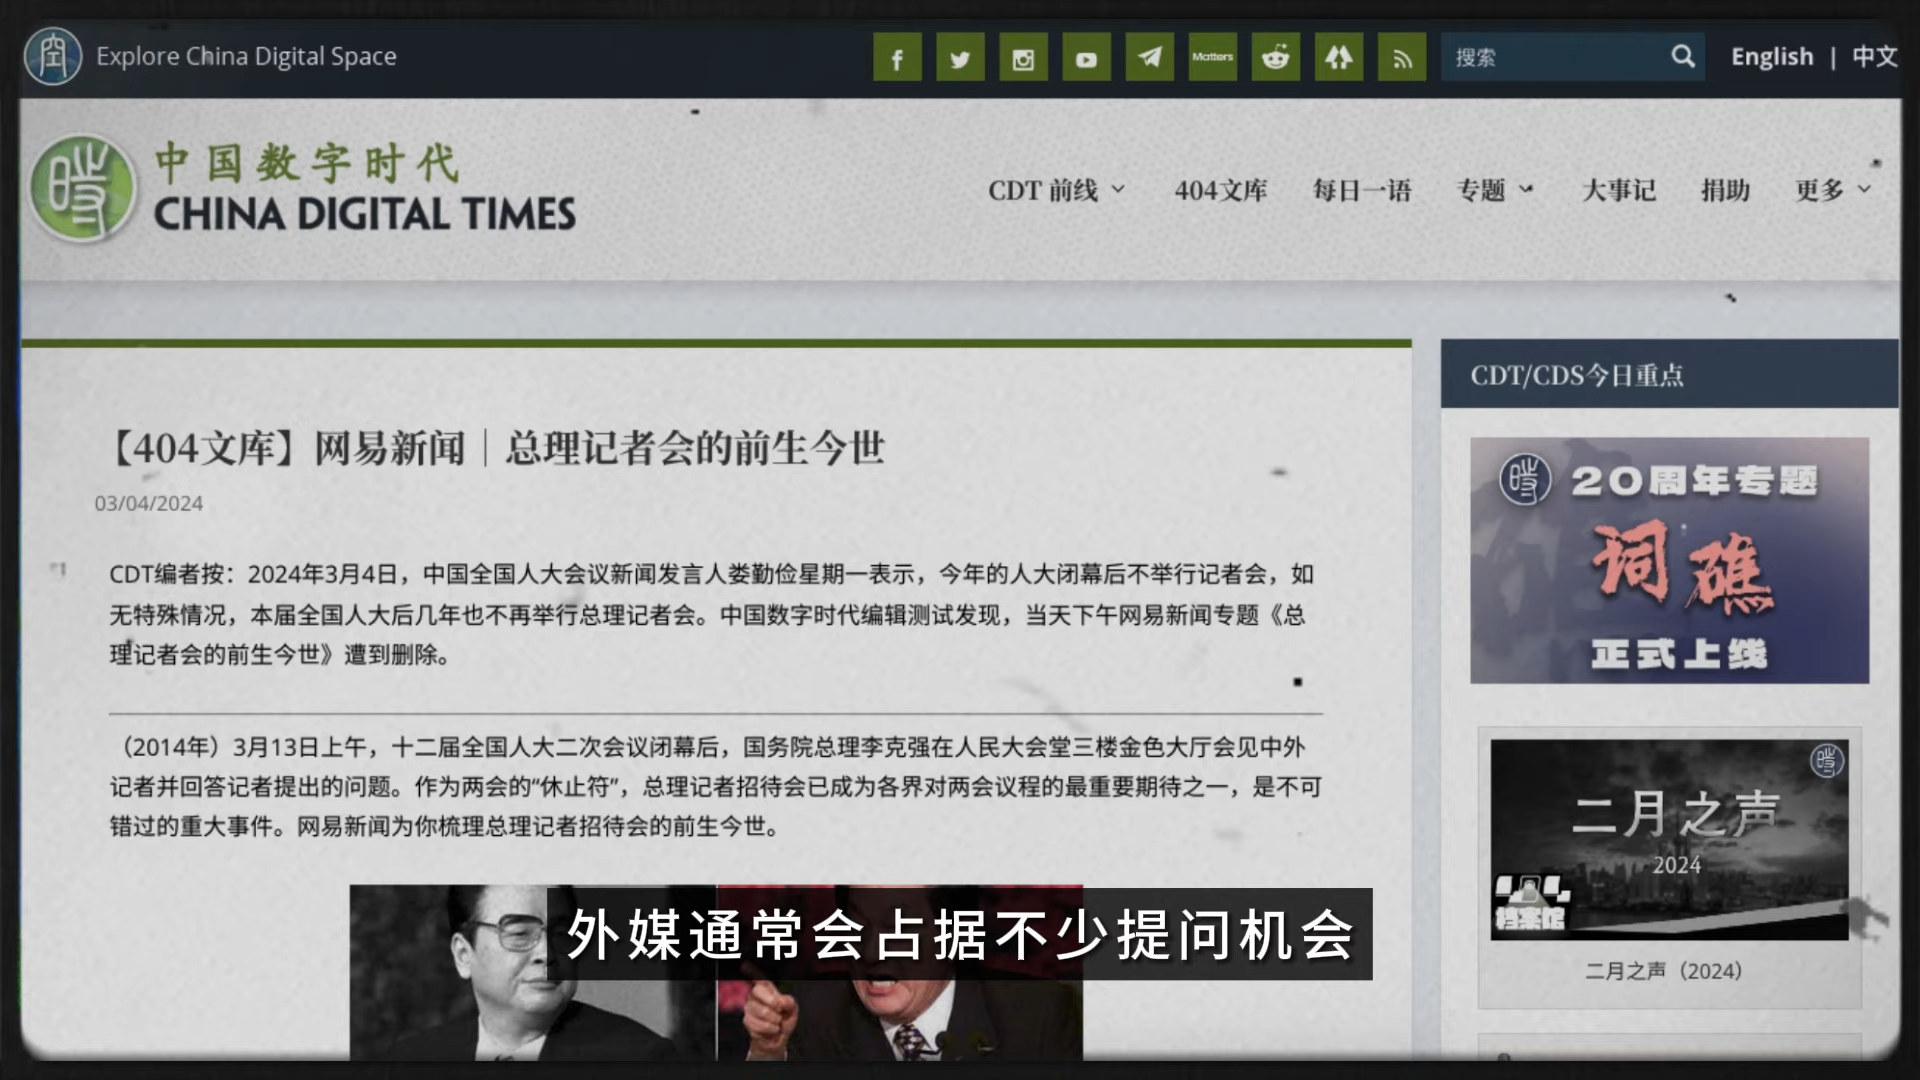 Explore China Digital Space
Matters
搜索
English | 中文
中国数字时代
CHINA DIGITAL TIMES
CDT 前线
404文库
每日一语
专题
大事记
捐助
更多
【404文库】网易新闻｜总理记者会的前生今世
03/04/2024
CDT编者按：2024年3月4日，中国全国人大会议新闻发言人娄勤俭星期一表示，今年的人大闭幕后不举行记者会，如
无特殊情况，本届全国人大后几年也不再举行总理记者会。中国数字时代编辑测试发现，当天下午网易新闻专题《总
理记者会的前生今世》遭到删除。
（2014年）3月13日上午，十二届全国人大二次会议闭幕后，国务院总理李克强在人民大会堂三楼金色大厅会见中外
记者并回答记者提出的问题。作为两会的“休止符”，总理记者招待会已成为各界对两会议程的最重要期待之一，是不可
错过的重大事件。网易新闻为你梳理总理记者招待会的前生今世。
外媒通常会占据不少提问机会
CDT/CDS今日重点
20周年专题
词礁
正式上线
二月之声
2024
档案馆
二月之声（2024）